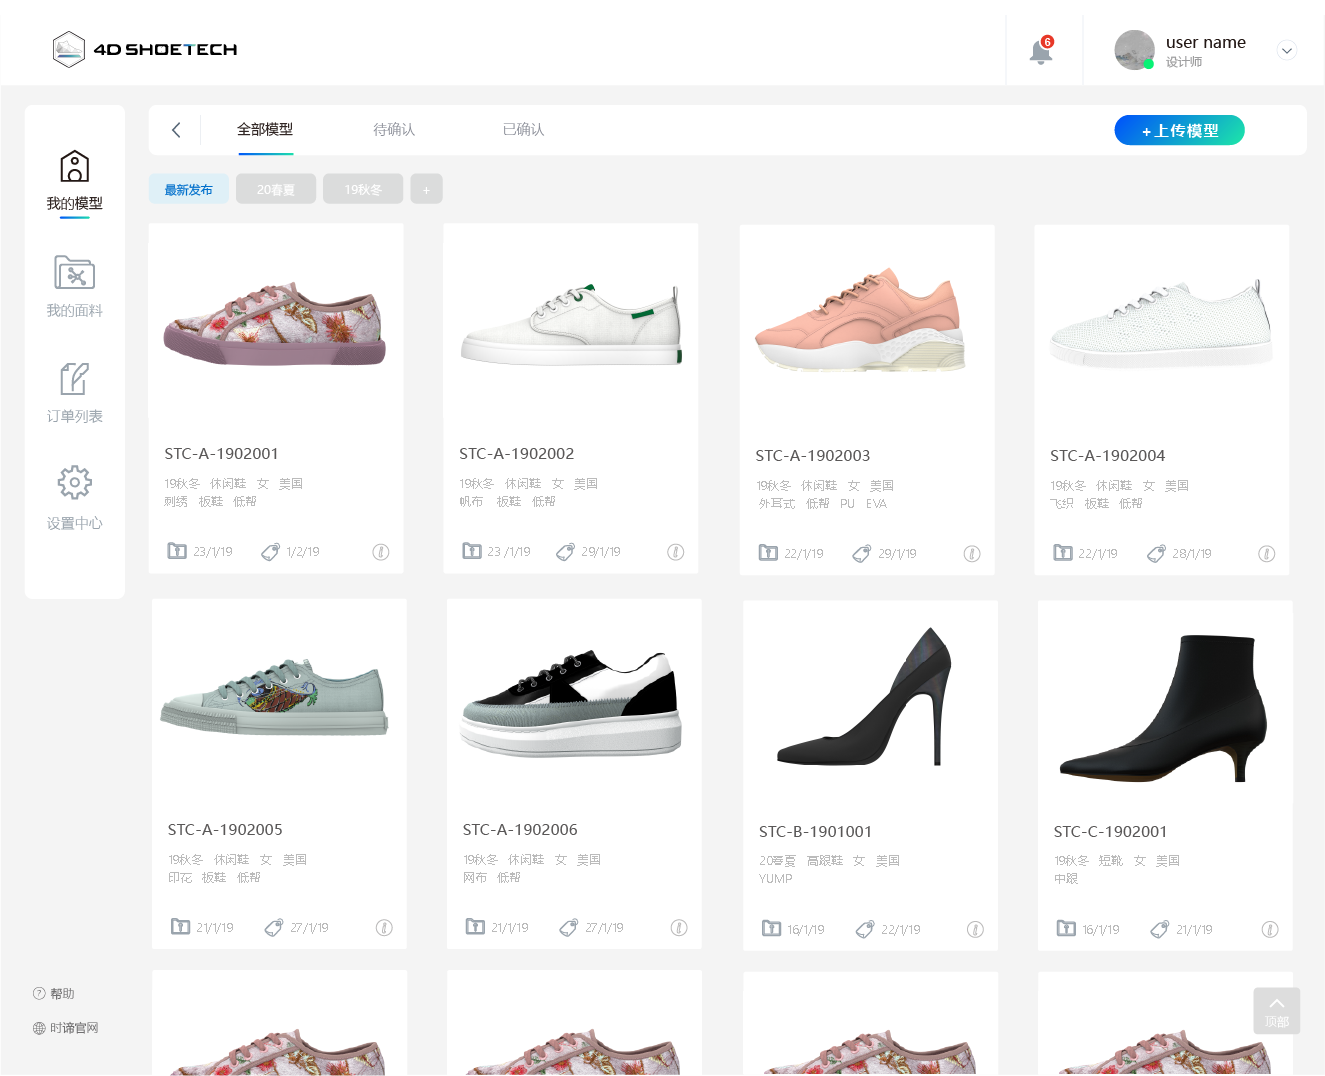 4D SHOETECH
6
user name
设计师
全部模型
待确认
已确认
+上传模型
最新发布
20春夏
19秋冬
+
我的模型
我的面料
订单列表
设置中心
帮助
时谛官网
STC-A-1902001
19秋冬 休闲鞋 女 美国
刺绣 板鞋 低帮
23/1/19
1/2/19
STC-A-1902002
19秋冬 休闲鞋 女 美国
帆布 板鞋 低帮
23 /1/19
29/1/19
STC-A-1902003
19秋冬 休闲鞋 女 美国
外耳式 低帮 PU EVA
22/1/19
29/1/19
STC-A-1902004
19秋冬 休闲鞋 女 美国
飞织 板鞋 低帮
22/1/19
28/1/19
STC-A-1902005
19秋冬 休闲鞋 女 美国
印花 板鞋 低帮
21/1/19
27/1/19
STC-A-1902006
19秋冬 休闲鞋 女 美国
网布 低帮
21/1/19
27/1/19
STC-B-1901001
20春夏 高跟鞋 女 美国
YUMP
16/1/19
22/1/19
STC-C-1902001
19秋冬 短靴 女 美国
中跟
16/1/19
21/1/19
顶部